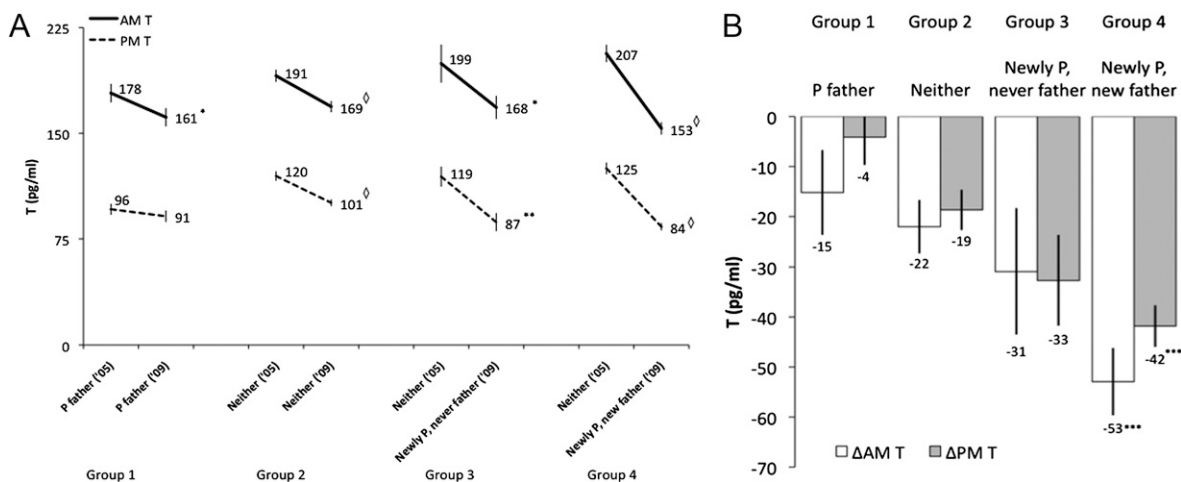 A
AM T
PM T
225
150
75
0
T (pg/ml)
178
161 *
96
91
191
169 ◊
120
101 ◊
199
168 *
119
87 **
207
153 ◊
125
84 ◊
P father ('05)
P father ('09)
Neither ('05)
Neither ('09)
Neither ('05)
Newly P, never father ('09)
Neither ('05)
Newly P, new father ('09)
Group 1
Group 2
Group 3
Group 4
B
Group 1 Group 2 Group 3 Group 4
P father
Neither
Newly P,
never father
Newly P,
new father
0
-10
-20
-30
-40
-50
-60
-70
T (pg/ml)
-15
-4
-22
-19
-31
-33
-53***
-42***
ΔAM T
ΔPM T